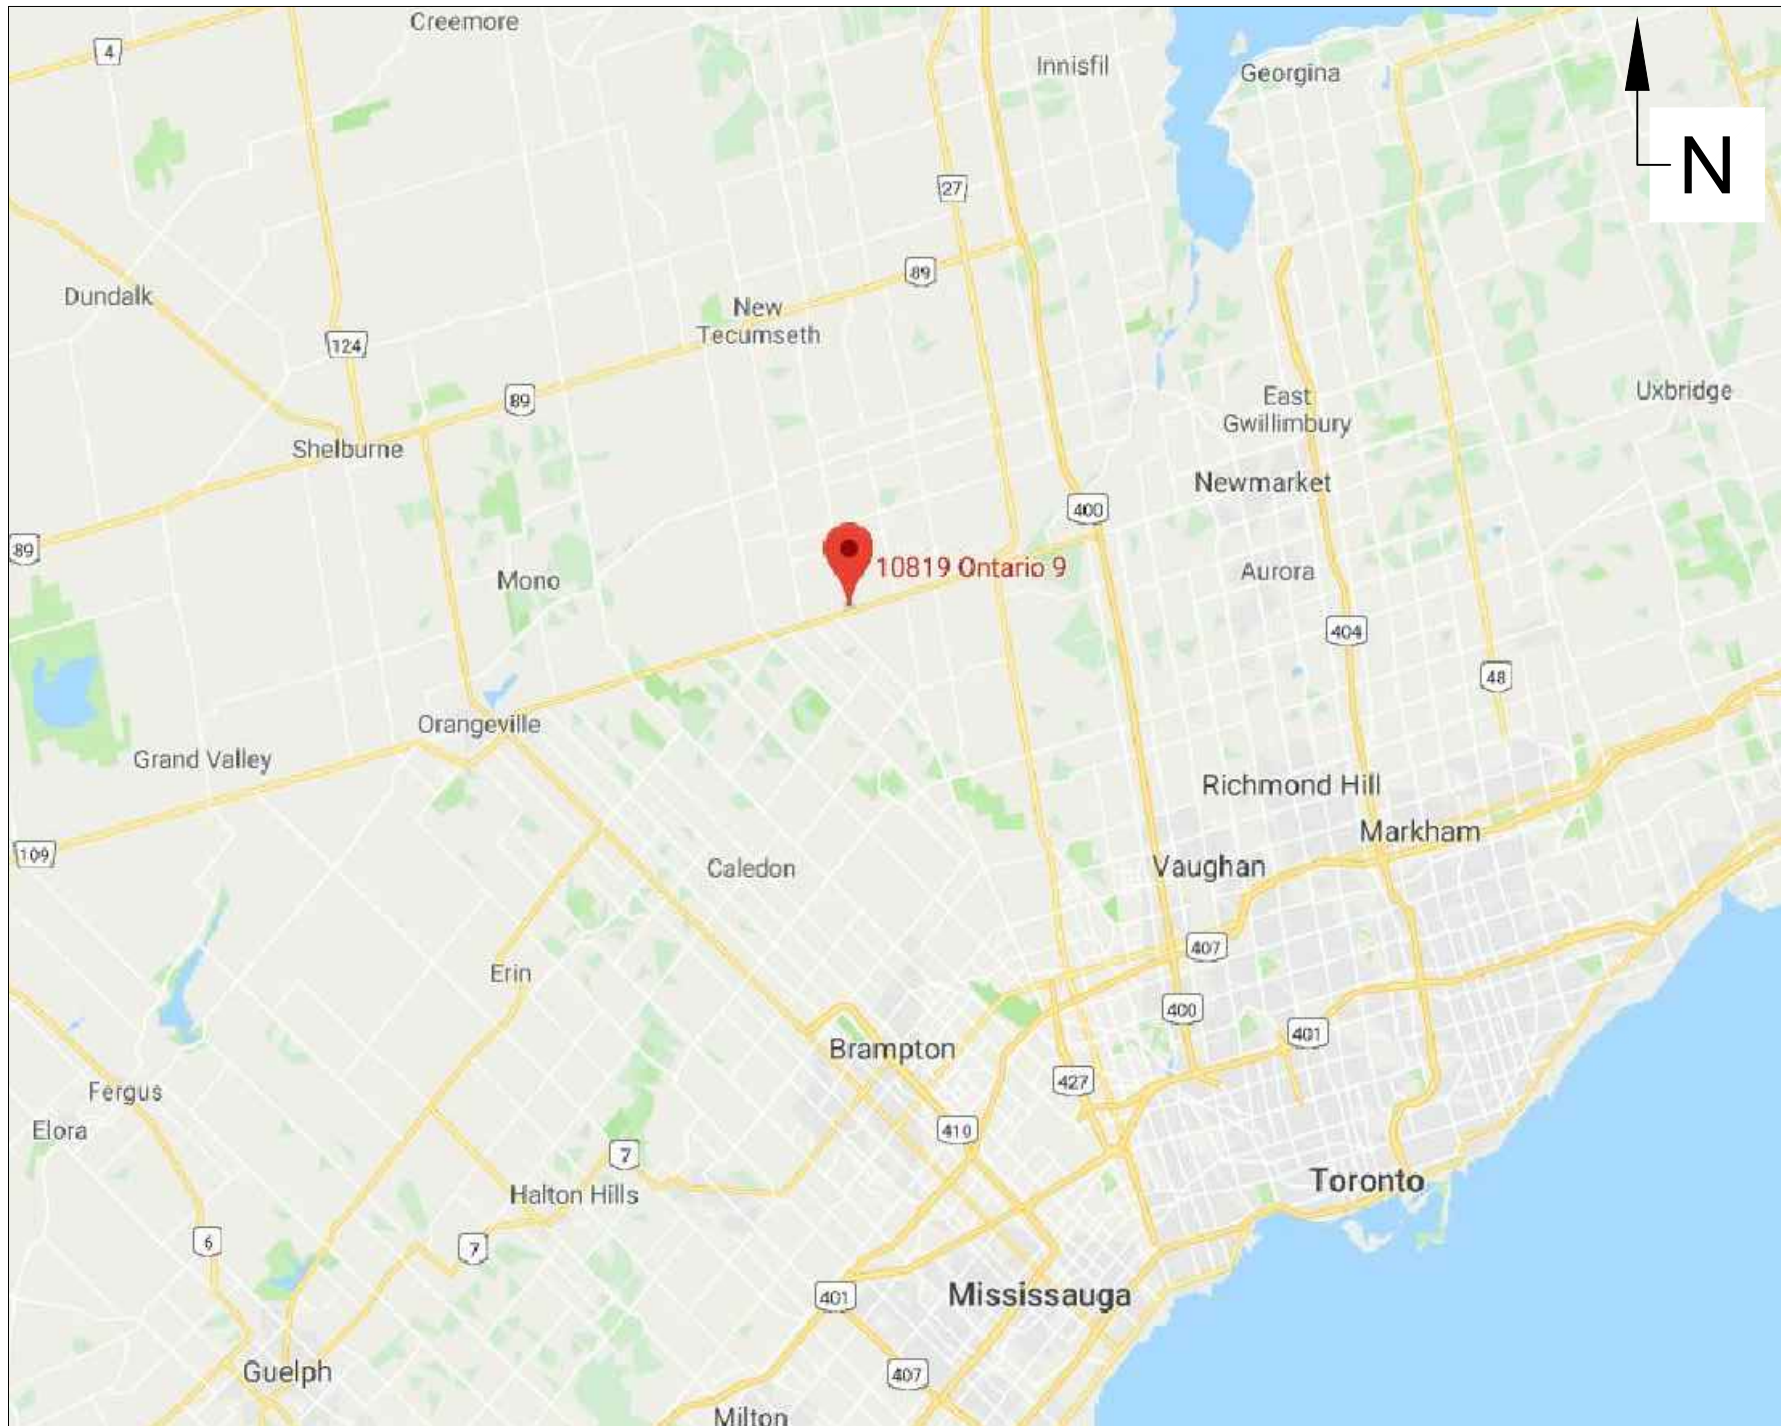 Creemore
4
Innisfil
Georgina
N
27
89
Dundalk
New
Tecumseth
124
89
East
Gwillimbury
Uxbridge
Shelburne
Newmarket
400
89
10819 Ontario 9
Aurora
Mono
404
48
Orangeville
Grand Valley
Richmond Hill
Markham
109
Caledon
Vaughan
407
Erin
400
401
Brampton
427
Fergus
Elora
410
7
Toronto
Halton Hills
6
7
401
Mississauga
Guelph
407
Milton